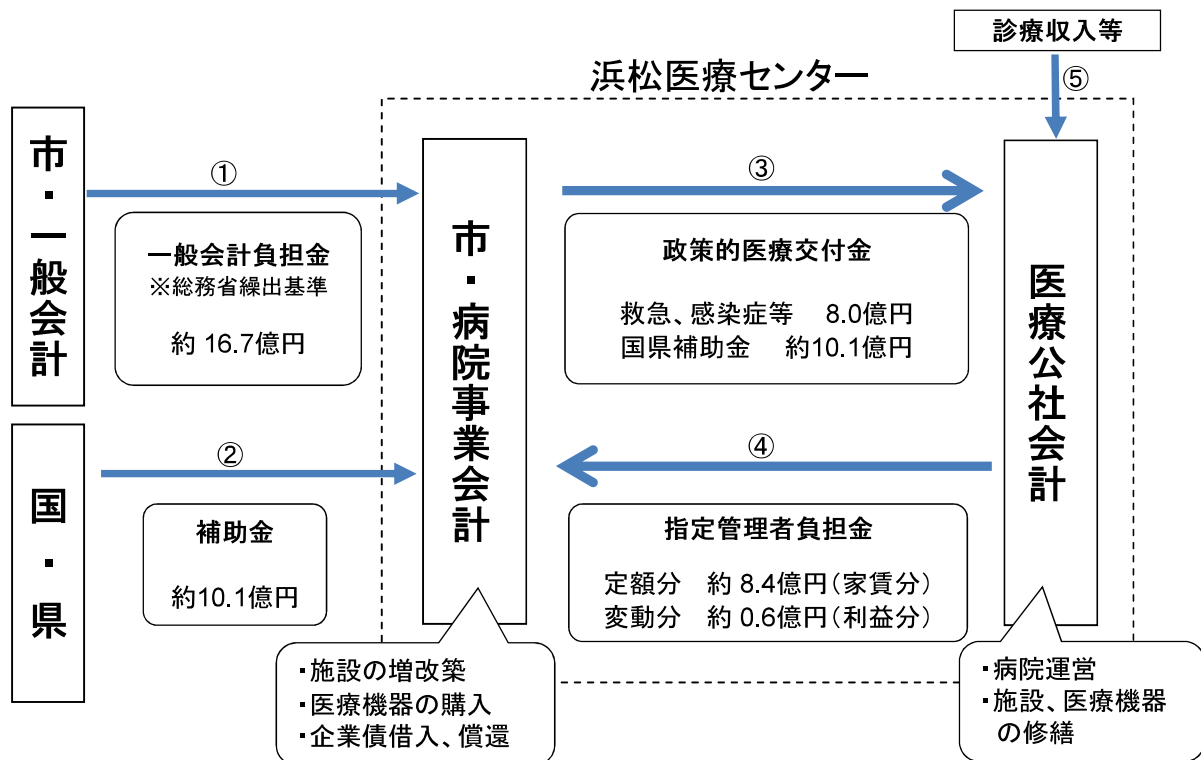 診療収入等
⑤
浜松医療センター
市・一般会計
①
一般会計負担金
※総務省繰出基準
約 16.7億円
国・県
②
補助金
約10.1億円
市・病院事業会計
・施設の増改築
・医療機器の購入
・企業債借入、償還
③
政策的医療交付金
救急、感染症等 8.0億円
国県補助金 約10.1億円
④
指定管理者負担金
定額分 約 8.4億円(家賃分)
変動分 約 0.6億円(利益分)
医療公社会計
・病院運営
・施設、医療機器
の修繕